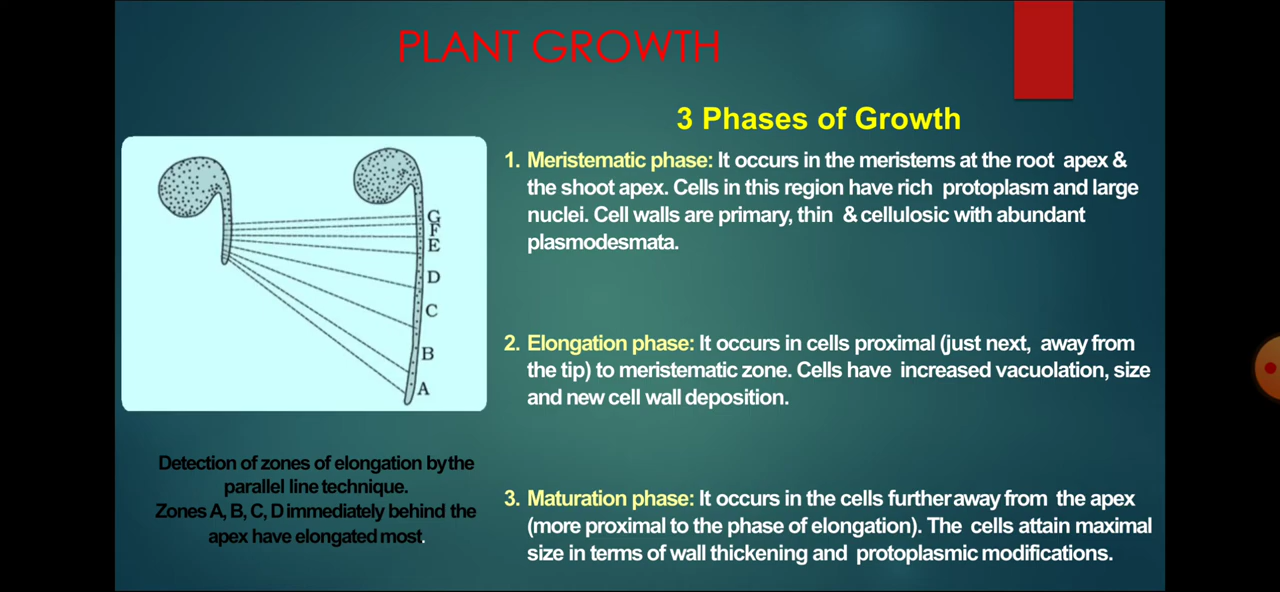 PLANT GROWTH
3 Phases of Growth
1. Meristematic phase: It occurs in the meristems at the root apex &
the shoot apex. Cells in this region have rich protoplasm and large
nuclei. Cell walls are primary, thin & cellulosic with abundant
plasmodesmata.
G
F
E
D
C
B
A
2. Elongation phase: It occurs in cells proximal (just next, away from
the tip) to meristematic zone. Cells have increased vacuolation, size
and new cell wall deposition.
Detection of zones of elongation by the
parallel line technique.
Zones A, B, C, D immediately behind the
apex have elongated most.
3. Maturation phase: It occurs in the cells further away from the apex
(more proximal to the phase of elongation). The cells attain maximal
size in terms of wall thickening and protoplasmic modifications.